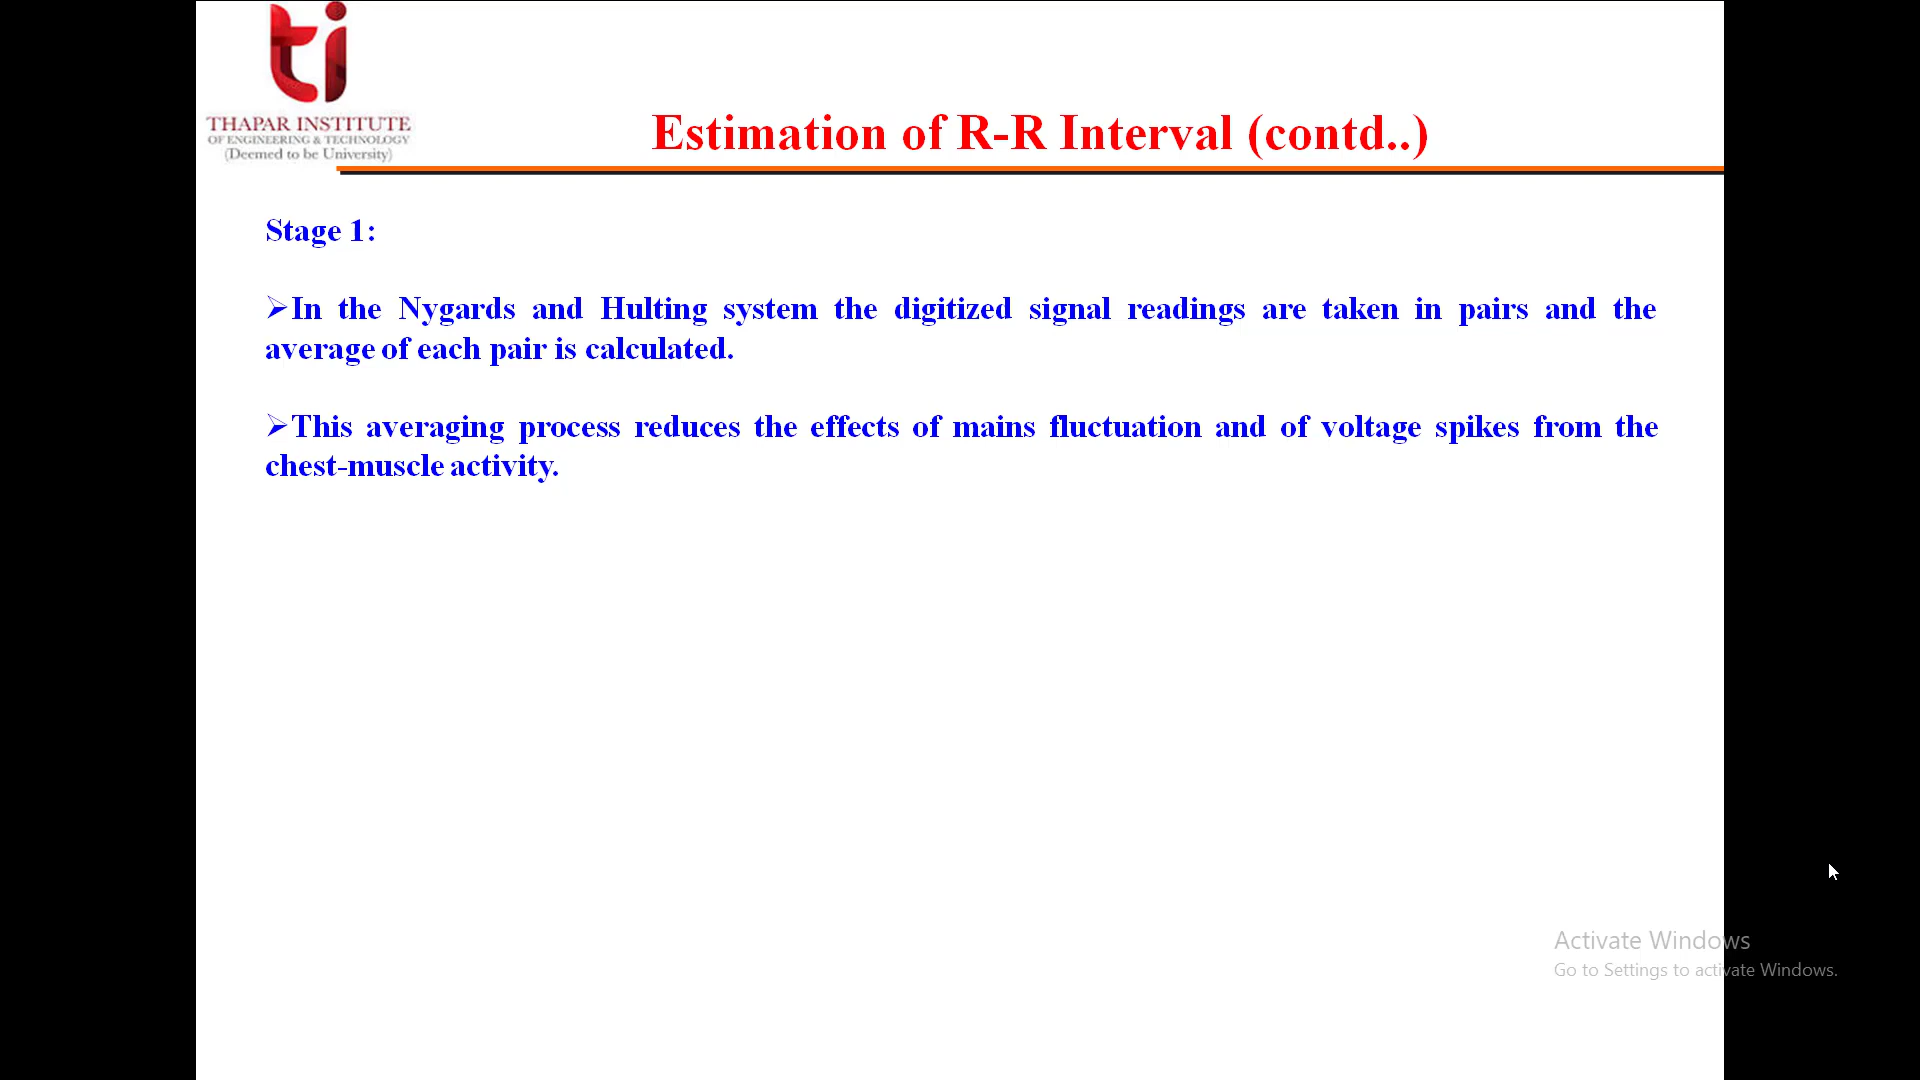 ti
THAPAR INSTITUTE
OF ENGINEERING & TECHNOLOGY
(Deemed to be University)
Estimation of R-R Interval (contd..)
Stage 1:
➢In the Nygards and Hulting system the digitized signal readings are taken in pairs and the
average of each pair is calculated.
➢This averaging process reduces the effects of mains fluctuation and of voltage spikes from the
chest-muscle activity.
Activate Windows
Go to Settings to activate Windows.